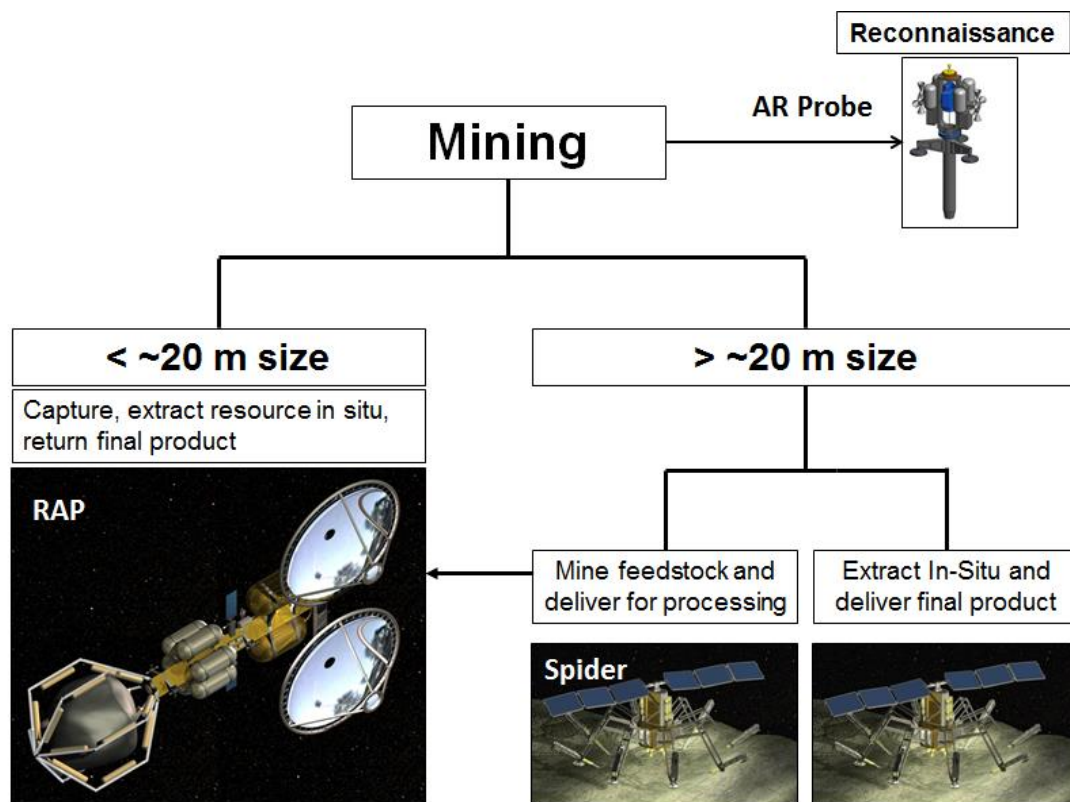 Reconnaissance
AR Probe
Mining
< ~20 m size
> ~20 m size
Capture, extract resource in situ,
return final product
RAP
Mine feedstock and
deliver for processing
Extract In-Situ and
deliver final product
Spider